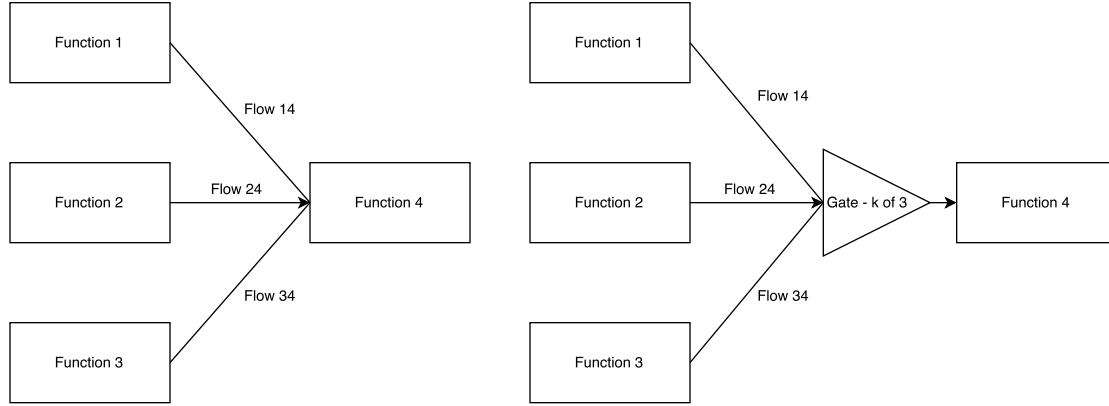 Function 1
Flow 14
Function 2
Flow 24
Function 4
Flow 34
Function 3
Function 1
Flow 14
Function 2
Flow 24
Gate - k of 3
Function 4
Flow 34
Function 3